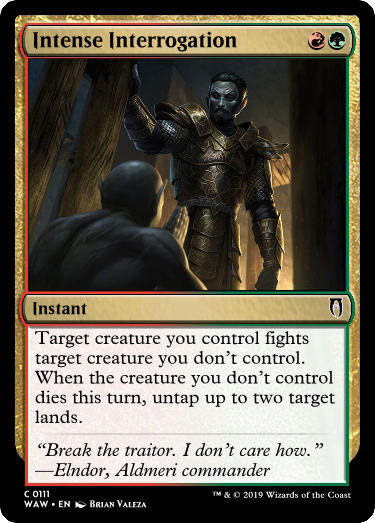 Intense Interrogation
Instant
Target creature you control fights
target creature you don't control.
When the creature you don't control
dies this turn, untap up to two target
lands.
“Break the traitor. I don't care how.”
—Elndor, Aldmeri commander
C 0111
WAW • EN Brian Valeza
™ & © 2019 Wizards of the Coast